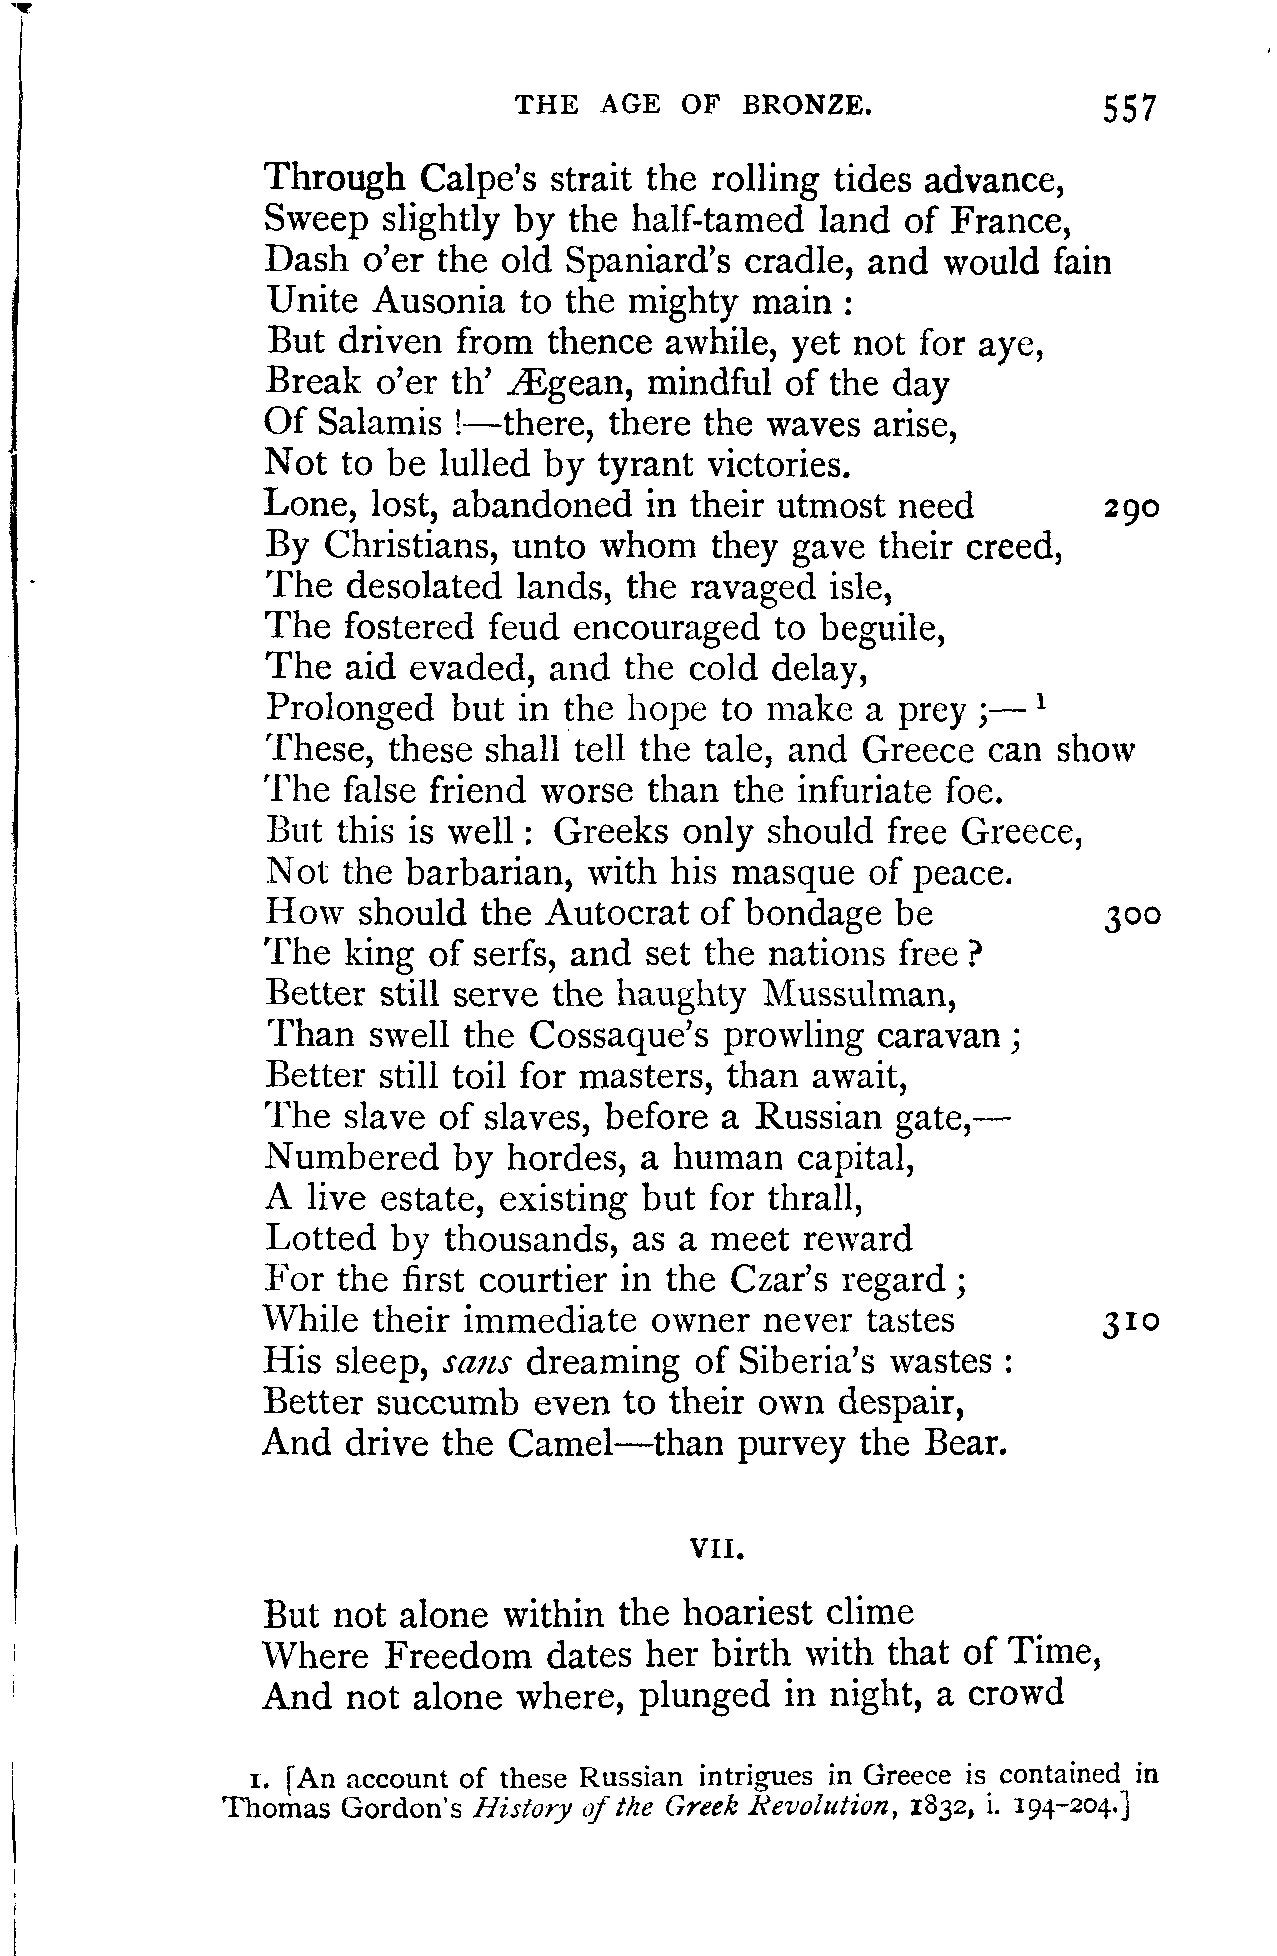 THE AGE OF BRONZE. 557
Through Calpe's strait the rolling tides advance,
Sweep slightly by the half-tamed land of France,
Dash o'er the old Spaniard's cradle, and would fain
Unite Ausonia to the mighty main :
But driven from thence awhile, yet not for aye,
Break o'er th' Ægean, mindful of the day
Of Salamis !—there, there the waves arise,
Not to be lulled by tyrant victories.
Lone, lost, abandoned in their utmost need 290
By Christians, unto whom they gave their creed,
The desolated lands, the ravaged isle,
The fostered feud encouraged to beguile,
The aid evaded, and the cold delay,
Prolonged but in the hope to make a prey ;— 1
These, these shall tell the tale, and Greece can show
The false friend worse than the infuriate foe.
But this is well : Greeks only should free Greece,
Not the barbarian, with his masque of peace.
How should the Autocrat of bondage be 300
The king of serfs, and set the nations free ?
Better still serve the haughty Mussulman,
Than swell the Cossaque's prowling caravan ;
Better still toil for masters, than await,
The slave of slaves, before a Russian gate,—
Numbered by hordes, a human capital,
A live estate, existing but for thrall,
Lotted by thousands, as a meet reward
For the first courtier in the Czar's regard ;
While their immediate owner never tastes 310
His sleep, sans dreaming of Siberia's wastes :
Better succumb even to their own despair,
And drive the Camel—than purvey the Bear.
VII.
But not alone within the hoariest clime
Where Freedom dates her birth with that of Time,
And not alone where, plunged in night, a crowd
1. [An account of these Russian intrigues in Greece is contained in
Thomas Gordon's History of the Greek Revolution, 1832, i. 194-204.]